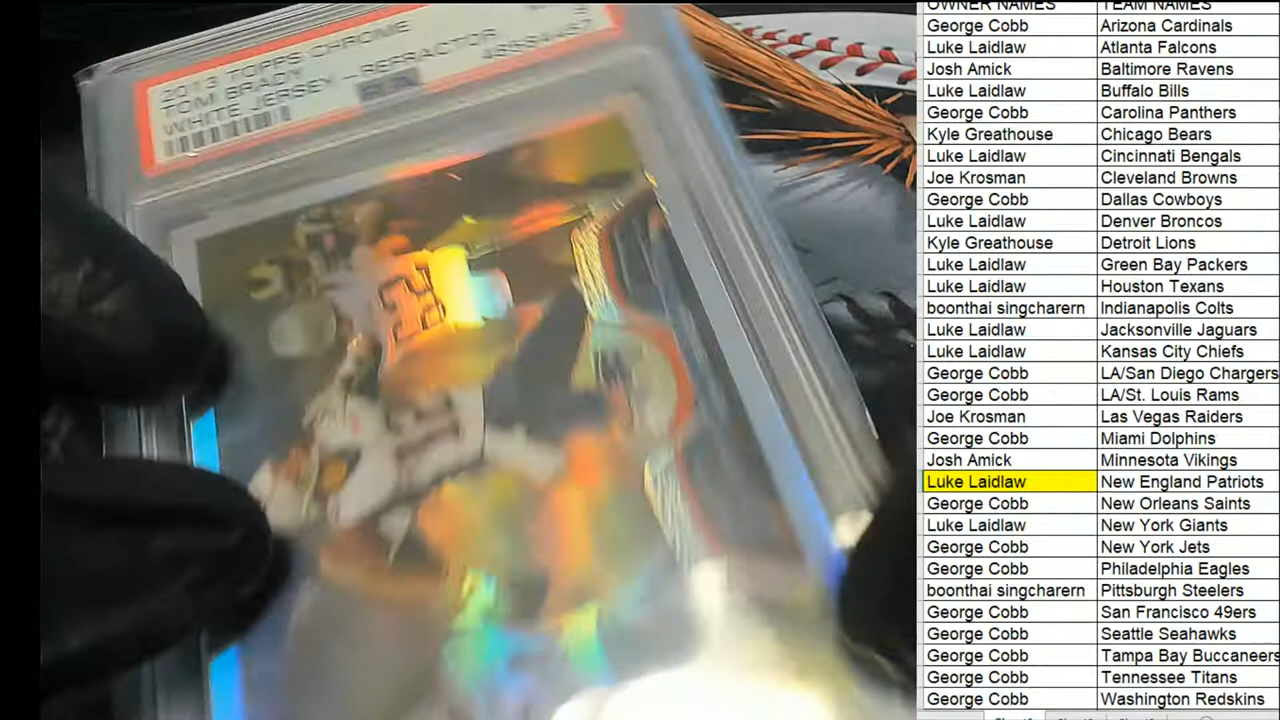 2013 TOPPS CHROME
TOM BRADY
WHITE JERSEY - REFRACTOR
OWNER NAMES TEAM NAMES
George Cobb Arizona Cardinals
Luke Laidlaw Atlanta Falcons
Josh Amick Baltimore Ravens
Luke Laidlaw Buffalo Bills
George Cobb Carolina Panthers
Kyle Greathouse Chicago Bears
Luke Laidlaw Cincinnati Bengals
Joe Krosman Cleveland Browns
George Cobb Dallas Cowboys
Luke Laidlaw Denver Broncos
Kyle Greathouse Detroit Lions
Luke Laidlaw Green Bay Packers
Luke Laidlaw Houston Texans
boonthai singcharern Indianapolis Colts
Luke Laidlaw Jacksonville Jaguars
Luke Laidlaw Kansas City Chiefs
George Cobb LA/San Diego Chargers
George Cobb LA/St. Louis Rams
Joe Krosman Las Vegas Raiders
George Cobb Miami Dolphins
Josh Amick Minnesota Vikings
Luke Laidlaw New England Patriots
George Cobb New Orleans Saints
Luke Laidlaw New York Giants
George Cobb New York Jets
George Cobb Philadelphia Eagles
boonthai singcharern Pittsburgh Steelers
George Cobb San Francisco 49ers
George Cobb Seattle Seahawks
George Cobb Tampa Bay Buccaneers
George Cobb Tennessee Titans
George Cobb Washington Redskins